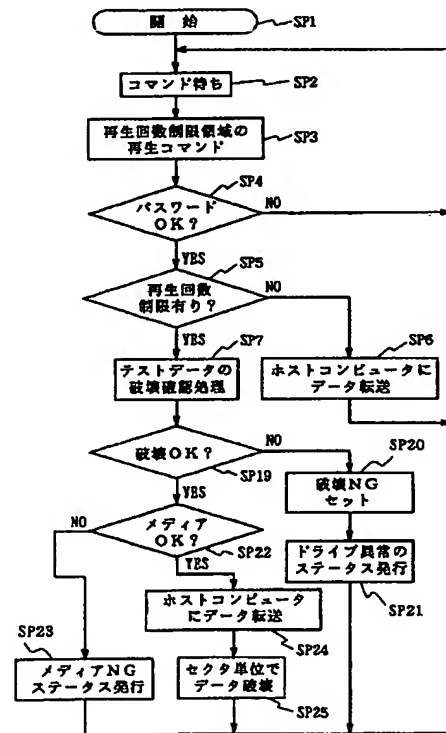 開始
SP1
コマンド待ち
SP2
再生回数制限領域の
再生コマンド
SP3
SP4
パスワード
OK?
NO
YES
SP5
再生回数
制限有り?
NO
YES
SP7
SP6
テストデータの
破壊確認処理
ホストコンピュータに
データ転送
破壊OK?
NO
SP19
SP20
YES
破壊NG
セット
NO
メディア
OK?
SP22
YES
ドライブ異常の
ステータス発行
SP21
ホストコンピュータ
にデータ転送
SP24
SP23
メディアNG
ステータス発行
セクタ単位で
データ破壊
SP25